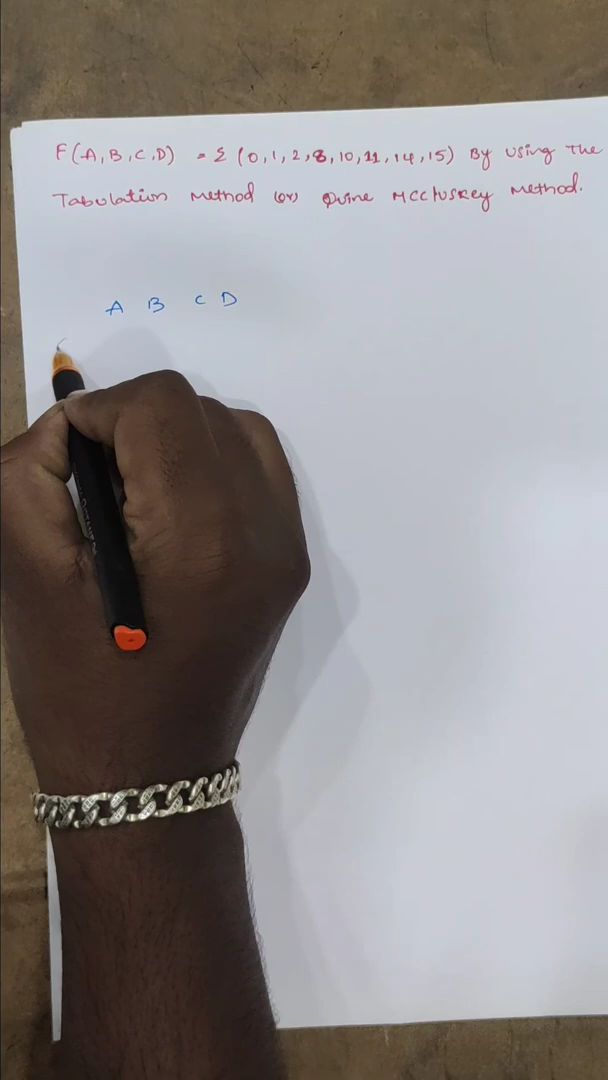 F(A,B,C,D) = Σ (0,1,2,8,10,11,14,15) By using The
Tabulation Method (or) Quine MCCluskey Method.
A B C D